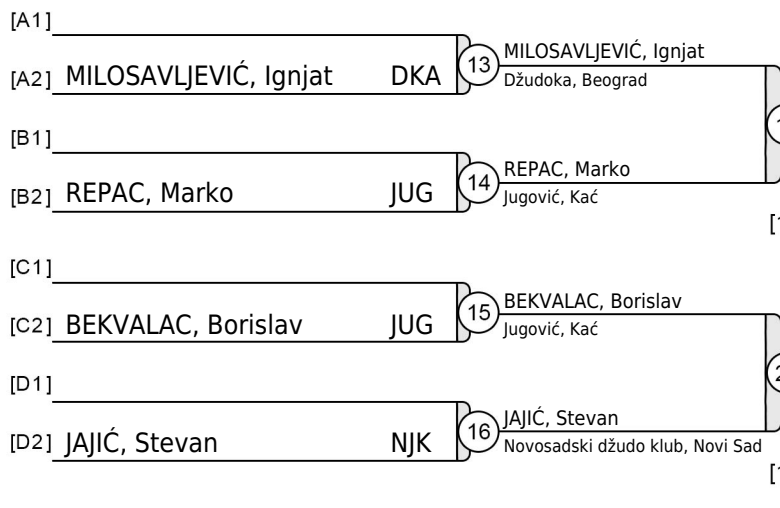 [A1]
[A2] MILOSAVLJEVIĆ, Ignjat DKA
13
MILOSAVLJEVIĆ, Ignjat
Džudoka, Beograd
[B1]
[B2] REPAC, Marko JUG
14
REPAC, Marko
Jugović, Kać
[C1]
[C2] BEKVALAC, Borislav JUG
15
BEKVALAC, Borislav
Jugović, Kać
[D1]
[D2] JAJIĆ, Stevan NJK
16
JAJIĆ, Stevan
Novosadski džudo klub, Novi Sad